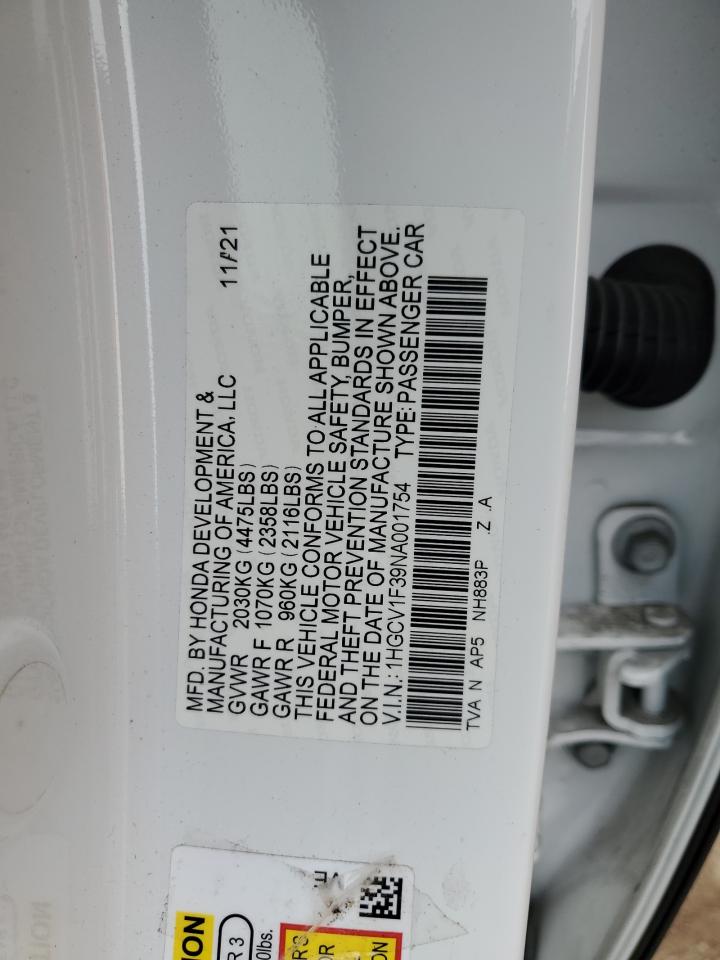 MFD. BY HONDA DEVELOPMENT &
MANUFACTURING OF AMERICA, LLC 11/21
GVWR 2030KG (4475LBS)
GAWR F 1070KG (2358LBS)
GAWR R 960KG (2116LBS)
THIS VEHICLE CONFORMS TO ALL APPLICABLE
FEDERAL MOTOR VEHICLE SAFETY, BUMPER,
AND THEFT PREVENTION STANDARDS IN EFFECT
ON THE DATE OF MANUFACTURE SHOWN ABOVE.
V.I.N.: 1HGCV1F39NA001754 TYPE: PASSENGER CAR
TVA N AP5 NH883P .Z .A